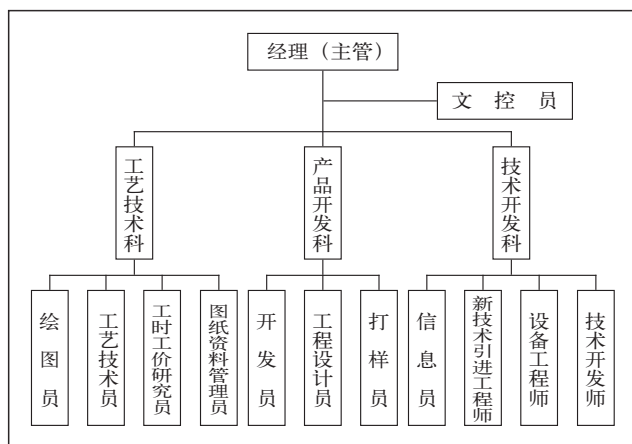 经理（主管）
文控员
工艺技术科
产品开发科
技术开发科
绘图员
工艺技术员
工时工价研究员
图纸资料管理员
开发员
工程设计员
打样员
信息员
新技术引进工程师
设备工程师
技术开发师